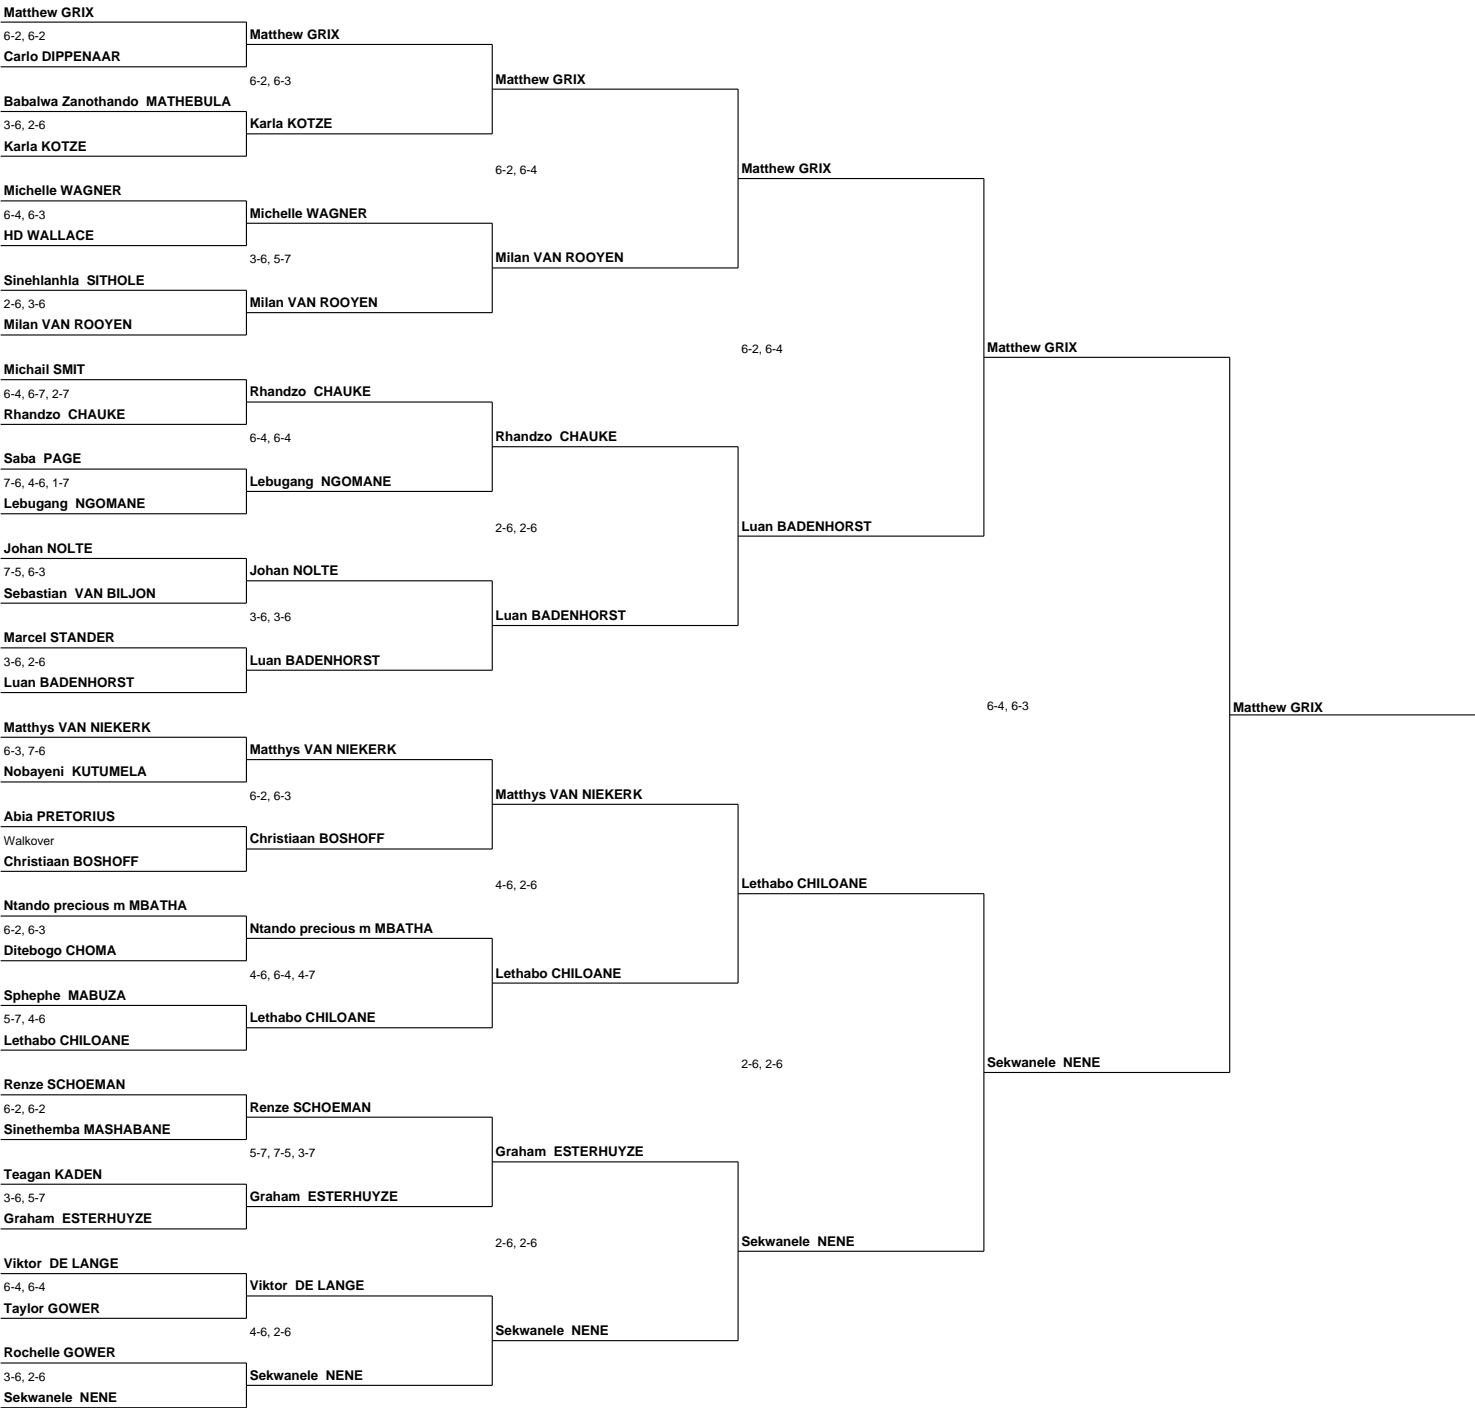 Matthew GRIX
6-2, 6-2
Carlo DIPPENAAR
Babalwa Zanothando MATHEBULA
3-6, 2-6
Karla KOTZE
Michelle WAGNER
6-4, 6-3
HD WALLACE
Sinehlanhla SITHOLE
2-6, 3-6
Milan VAN ROOYEN
Michail SMIT
6-4, 6-7, 2-7
Rhandzo CHAUKE
Saba PAGE
7-6, 4-6, 1-7
Lebugang NGOMANE
Johan NOLTE
7-5, 6-3
Sebastian VAN BILJON
Marcel STANDER
3-6, 2-6
Luan BADENHORST
Matthys VAN NIEKERK
6-3, 7-6
Nobayeni KUTUMELA
Abia PRETORIUS
Walkover
Christiaan BOSHOFF
Ntando precious m MBATHA
6-2, 6-3
Ditebogo CHOMA
Sphephe MABUZA
5-7, 4-6
Lethabo CHILOANE
Renze SCHOEMAN
6-2, 6-2
Sinethemba MASHABANE
Teagan KADEN
3-6, 5-7
Graham ESTERHUYZE
Viktor DE LANGE
6-4, 6-4
Taylor GOWER
Rochelle GOWER
3-6, 2-6
Sekwanele NENE
Matthew GRIX
6-2, 6-3
Karla KOTZE
Michelle WAGNER
3-6, 5-7
Milan VAN ROOYEN
Rhandzo CHAUKE
6-4, 6-4
Lebugang NGOMANE
Johan NOLTE
3-6, 3-6
Luan BADENHORST
Matthys VAN NIEKERK
6-2, 6-3
Christiaan BOSHOFF
Ntando precious m MBATHA
4-6, 6-4, 4-7
Lethabo CHILOANE
Renze SCHOEMAN
5-7, 7-5, 3-7
Graham ESTERHUYZE
Viktor DE LANGE
4-6, 2-6
Sekwanele NENE
Matthew GRIX
6-2, 6-4
Milan VAN ROOYEN
Rhandzo CHAUKE
2-6, 2-6
Luan BADENHORST
Matthys VAN NIEKERK
4-6, 2-6
Lethabo CHILOANE
Graham ESTERHUYZE
2-6, 2-6
Sekwanele NENE
Matthew GRIX
6-2, 6-4
Luan BADENHORST
Lethabo CHILOANE
2-6, 2-6
Sekwanele NENE
Matthew GRIX
6-4, 6-3
Sekwanele NENE
Matthew GRIX